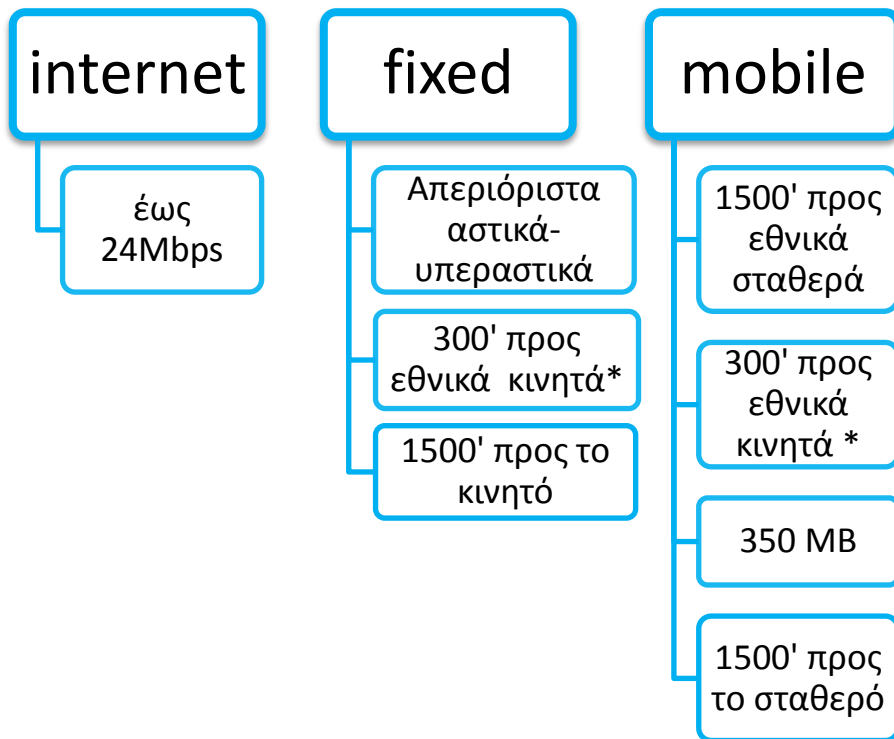 internet
έως
24Mbps
fixed
Απεριόριστα
αστικά-
υπεραστικά
300' προς
εθνικά κινητά*
1500' προς το
κινητό
mobile
1500' προς
εθνικά
σταθερά
300' προς
εθνικά
κινητά *
350 MB
1500' προς
το σταθερό